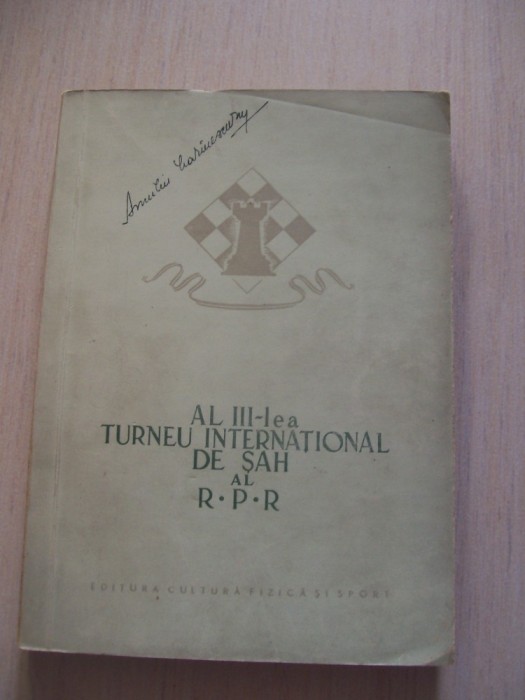 AL III-lea
TURNEU INTERNAȚIONAL
DE ȘAH
AL
R·P·R
EDITURA CULTURĂ FIZICĂ ȘI SPORT